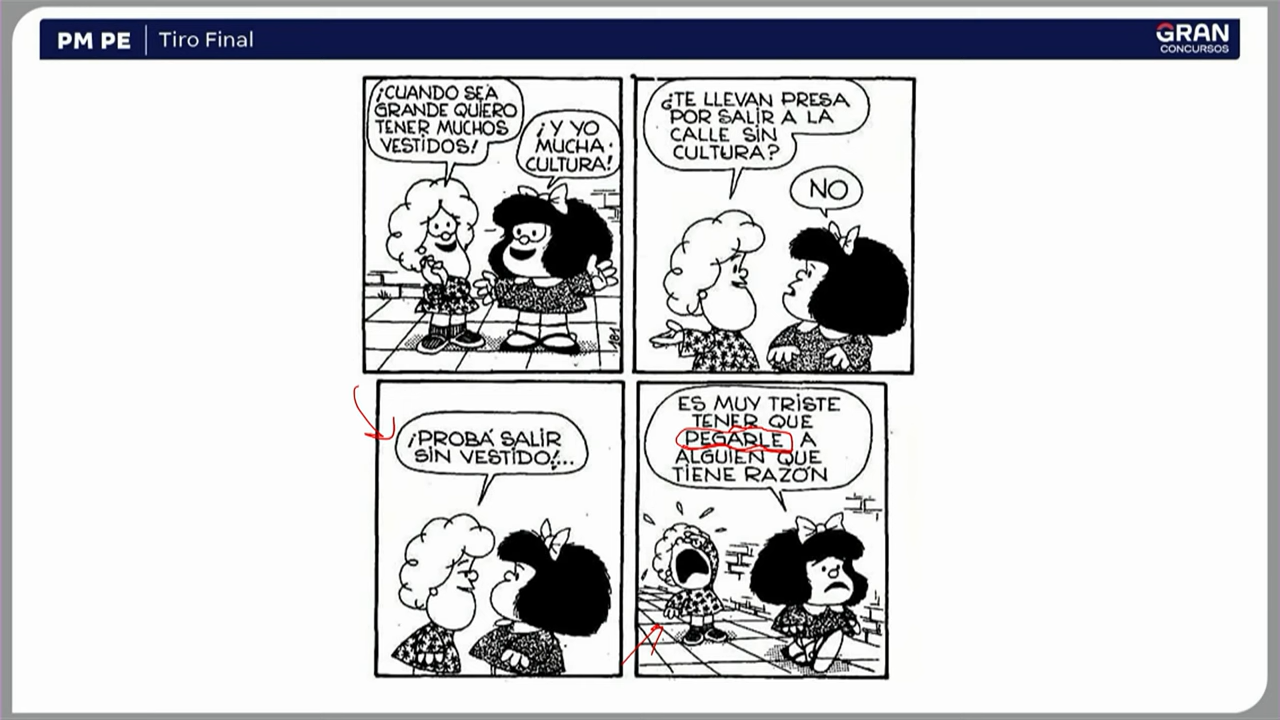 PM PE
Tiro Final
GRAN
CONCURSOS
¡CUANDO SEA
GRANDE QUIERO
TENER MUCHOS
VESTIDOS!
¡Y YO
MUCHA
CULTURA!
¿TE LLEVAN PRESA
POR SALIR A LA
CALLE SIN
CULTURA?
NO
¡PROBÁ SALIR
SIN VESTIDO!...
ES MUY TRISTE
TENER QUE
PEGARLE A
ALGUIEN QUE
TIENE RAZÓN